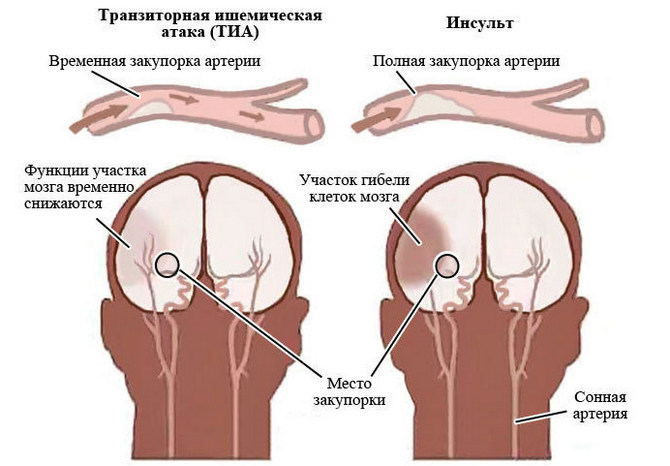 Транзиторная ишемическая
атака (ТИА)
Инсульт
Временная закупорка артерии
Полная закупорка артерии
Функции участка
мозга временно
снижаются
Участок гибели
клеток мозга
Место
закупорки
Сонная
артерия